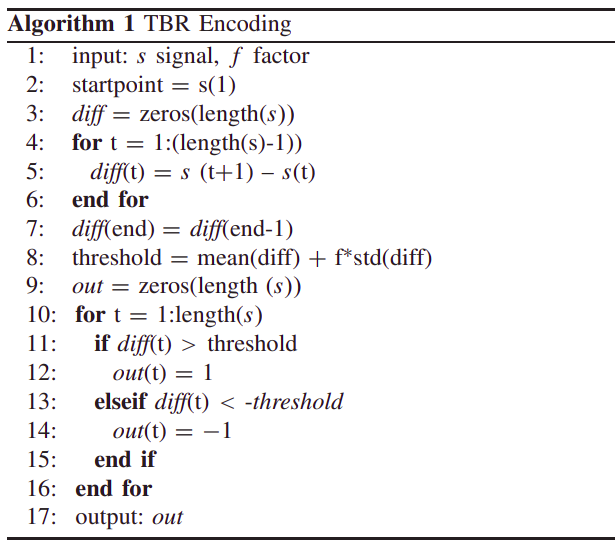 Algorithm 1 TBR Encoding
1: input: s signal, f factor
2: startpoint = s(1)
3: diff = zeros(length(s))
4: for t = 1:(length(s)-1))
5: diff(t) = s (t+1) – s(t)
6: end for
7: diff(end) = diff(end-1)
8: threshold = mean(diff) + f*std(diff)
9: out = zeros(length (s))
10: for t = 1:length(s)
11: if diff(t) > threshold
12: out(t) = 1
13: elseif diff(t) < -threshold
14: out(t) = −1
15: end if
16: end for
17: output: out